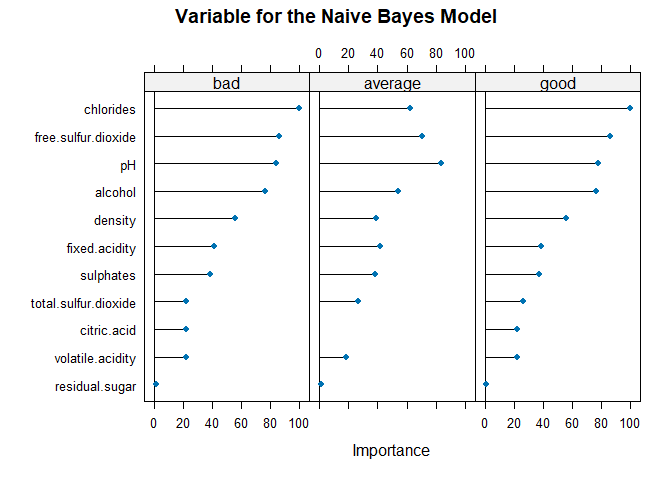 Variable for the Naive Bayes Model
0 20 40 60 80 100
bad average good
chlorides
free.sulfur.dioxide
pH
alcohol
density
fixed.acidity
sulphates
total.sulfur.dioxide
citric.acid
volatile.acidity
residual.sugar
0 20 40 60 80 100 0 20 40 60 80 100
Importance